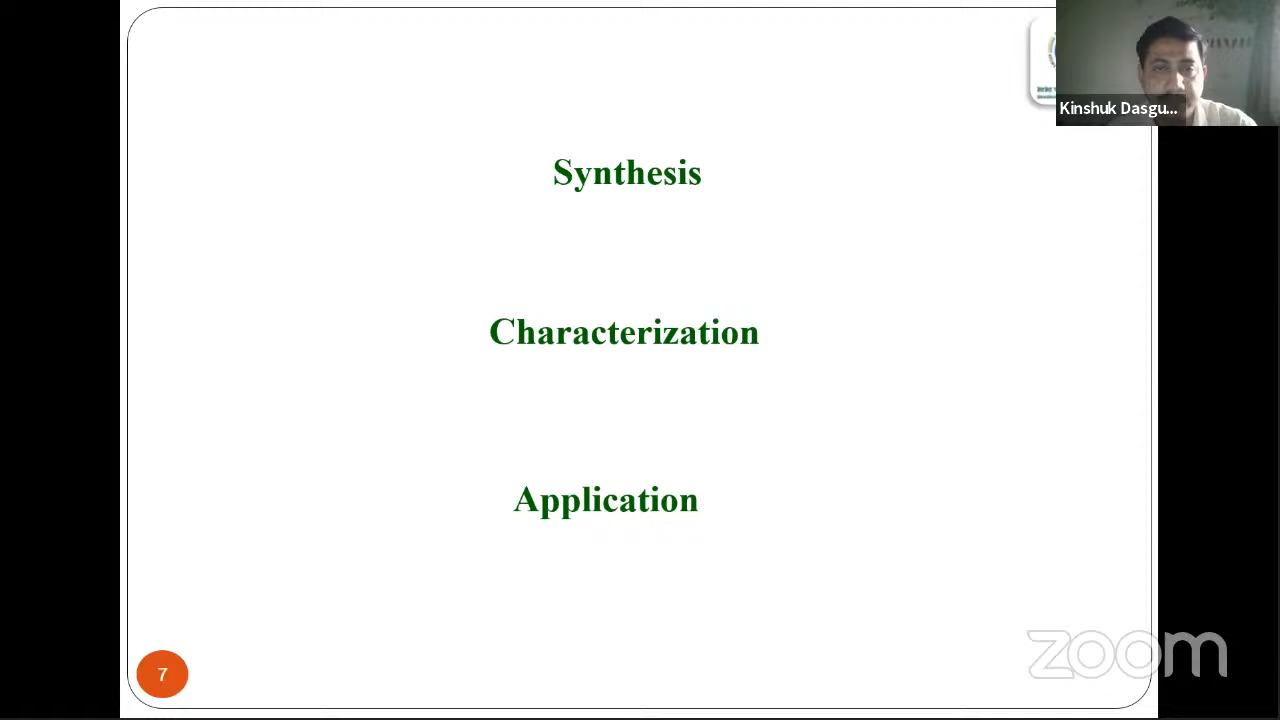 Kinshuk Dasgu...
Synthesis
Characterization
Application
7
zoom